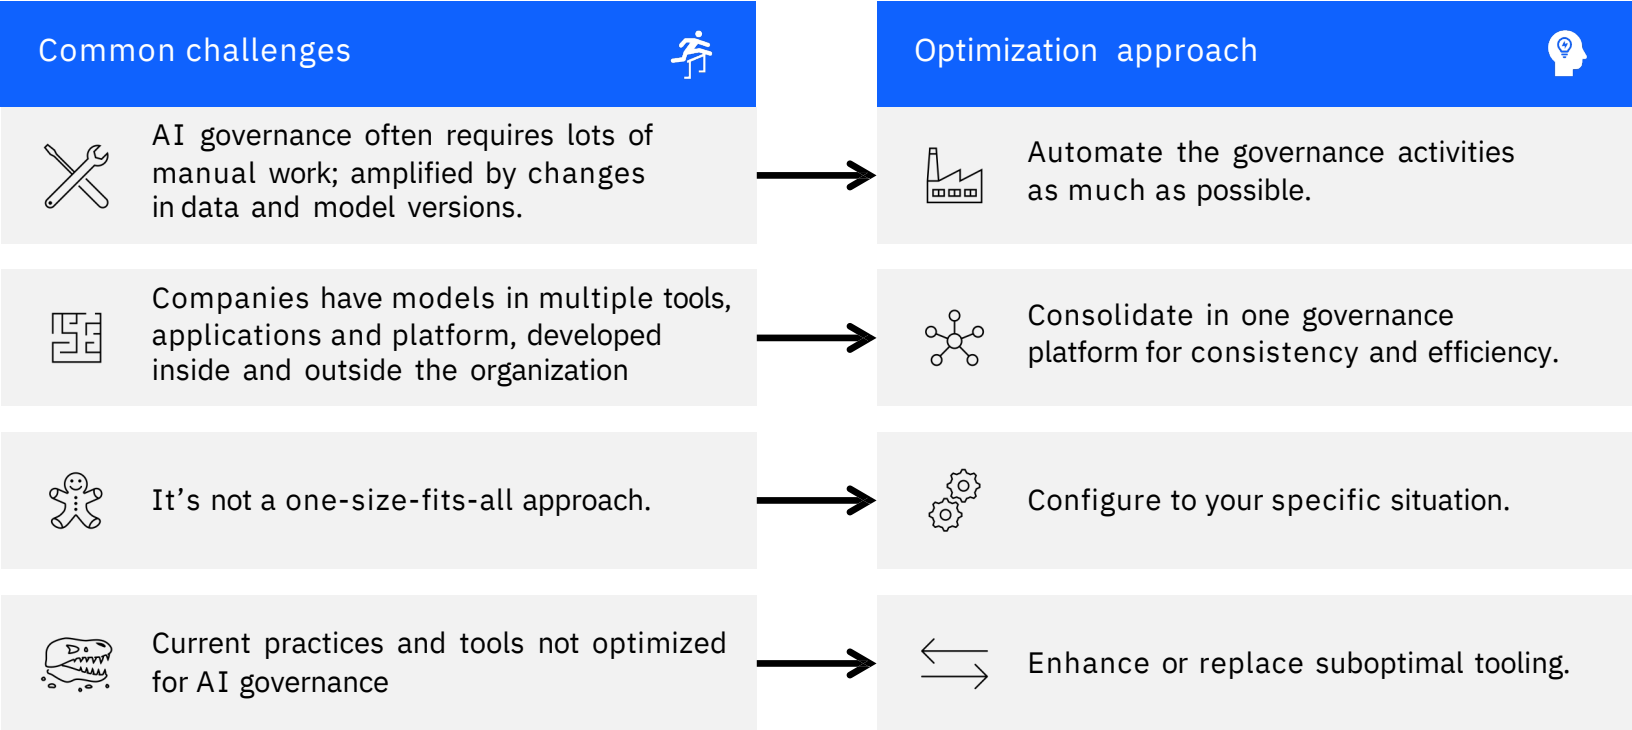 Common challenges
Optimization approach
AI governance often requires lots of
manual work; amplified by changes
in data and model versions.
Automate the governance activities
as much as possible.
Companies have models in multiple tools,
applications and platform, developed
inside and outside the organization
Consolidate in one governance
platform for consistency and efficiency.
It’s not a one-size-fits-all approach.
Configure to your specific situation.
Current practices and tools not optimized
for AI governance
Enhance or replace suboptimal tooling.